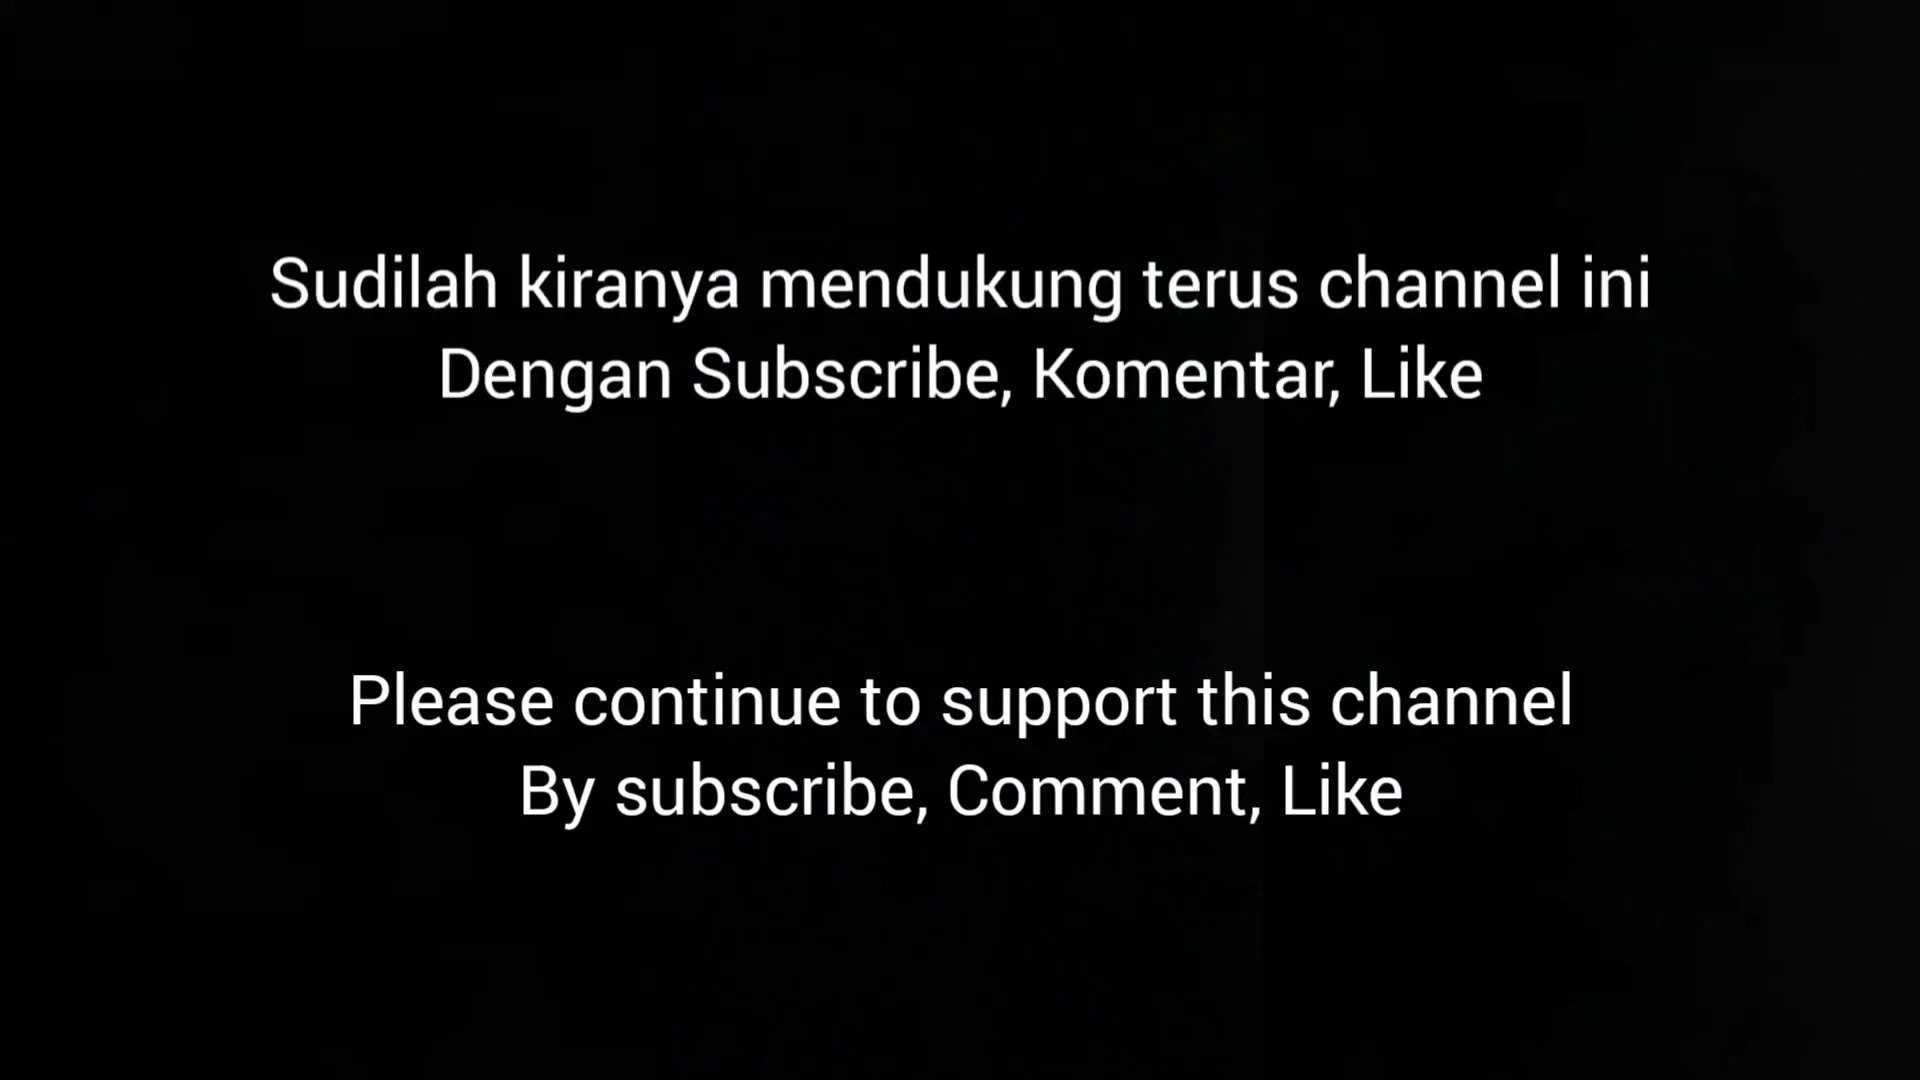 Sudilah kiranya mendukung terus channel ini
Dengan Subscribe, Komentar, Like
Please continue to support this channel
By subscribe, Comment, Like